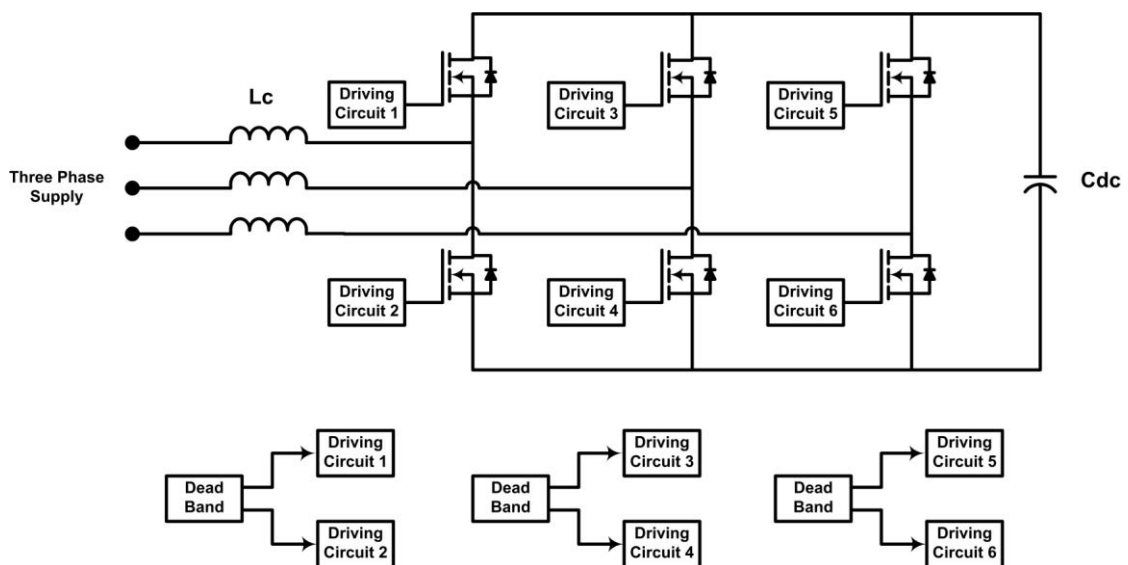 Lc
Driving
Circuit 1
Driving
Circuit 3
Driving
Circuit 5
Three Phase
Supply
Cdc
Driving
Circuit 2
Driving
Circuit 4
Driving
Circuit 6
Driving
Circuit 1
Dead
Band
Driving
Circuit 2
Driving
Circuit 3
Dead
Band
Driving
Circuit 4
Driving
Circuit 5
Dead
Band
Driving
Circuit 6